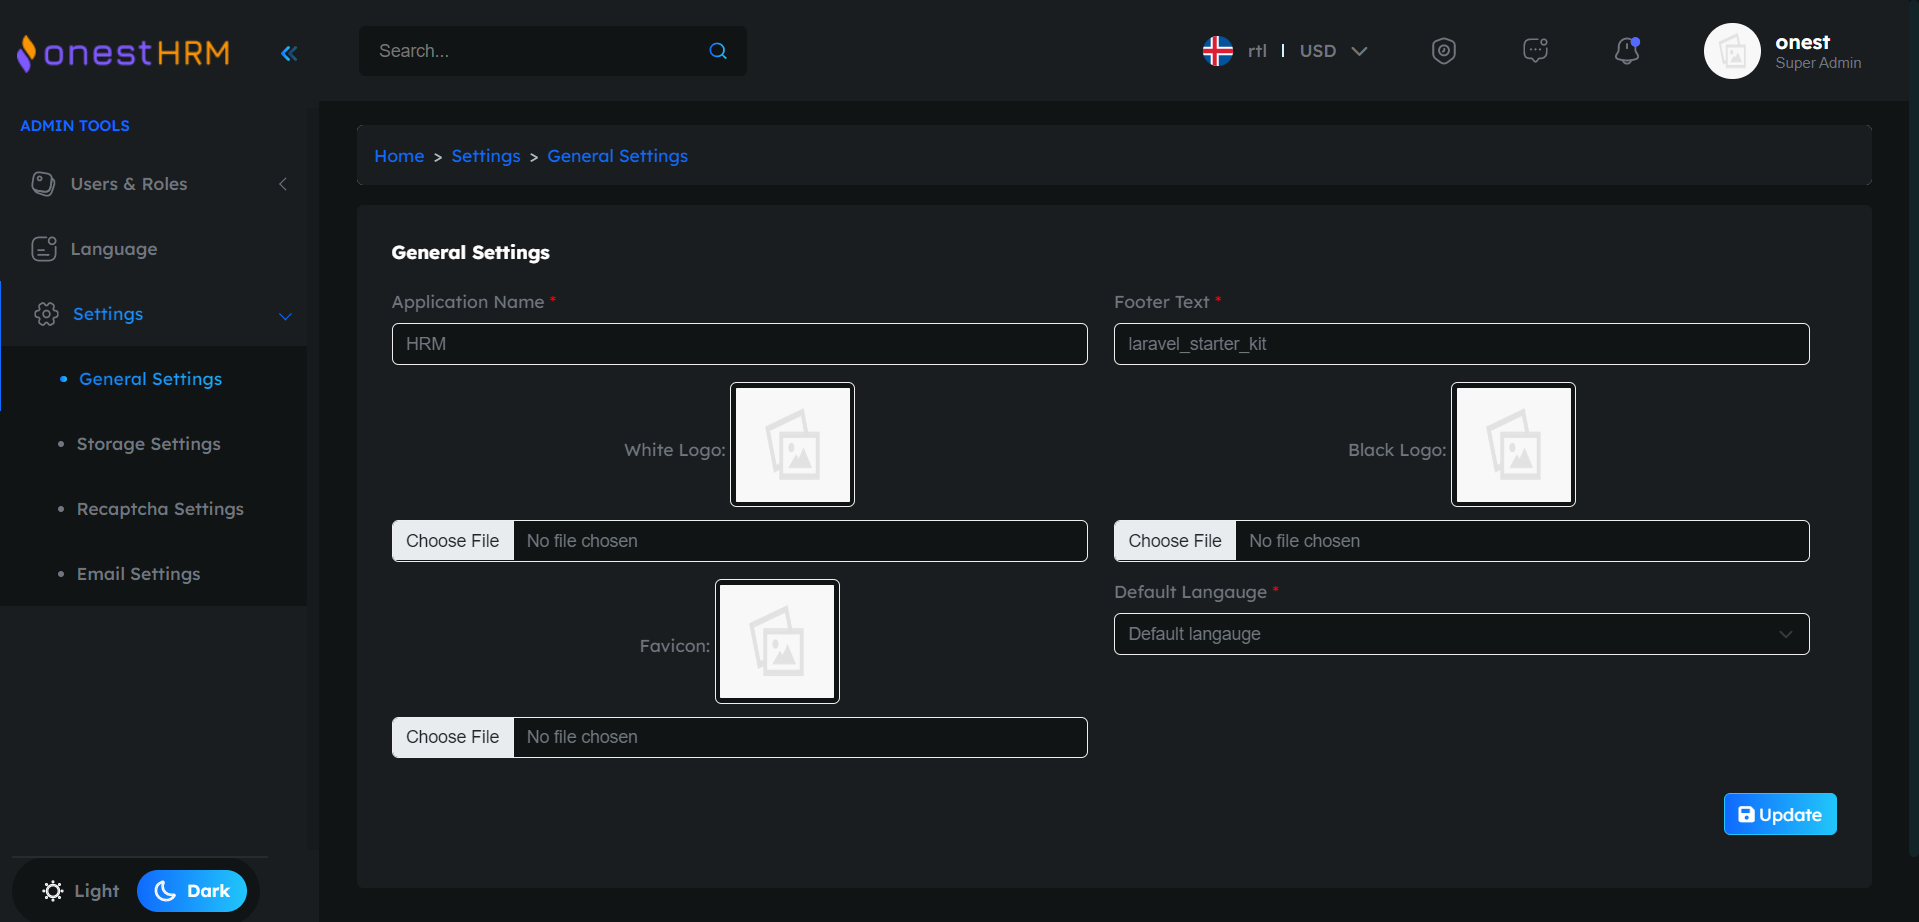 onestHRM
Search...
rtl | USD
onest
Super Admin
ADMIN TOOLS
Users & Roles
Language
Settings
General Settings
Storage Settings
Recaptcha Settings
Email Settings
Light
Dark
Home > Settings > General Settings
General Settings
Application Name *
HRM
Footer Text *
laravel_starter_kit
White Logo:
Choose File No file chosen
Black Logo:
Choose File No file chosen
Favicon:
Choose File No file chosen
Default Langauge *
Default langauge
Update